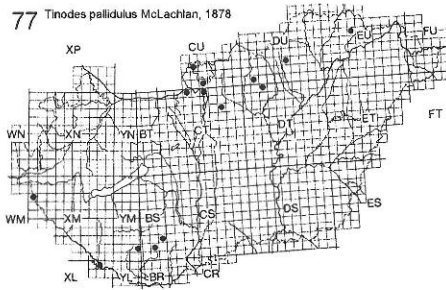 77 Tinodes pallidulus McLachlan, 1878
XP CU DU EU FU
WN XN YN BT CT DT ET FT
WM XM YM BS CS DS ES
XL YL BR CR